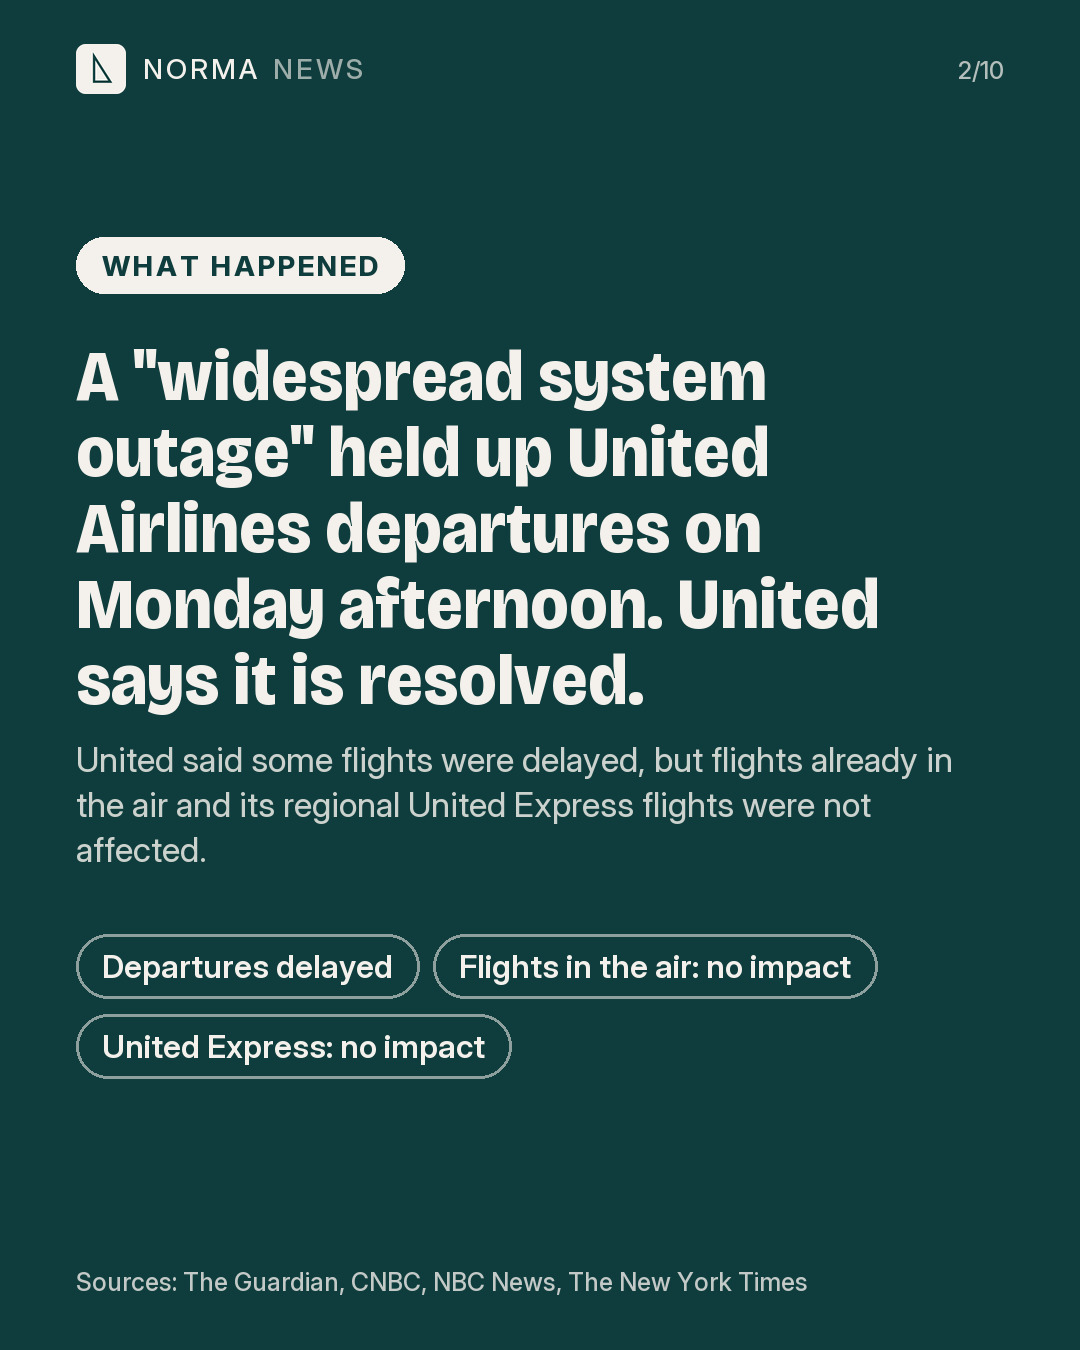 NORMA NEWS
2/10
WHAT HAPPENED
A "widespread system
outage" held up United
Airlines departures on
Monday afternoon. United
says it is resolved.
United said some flights were delayed, but flights already in
the air and its regional United Express flights were not
affected.
Departures delayed
Flights in the air: no impact
United Express: no impact
Sources: The Guardian, CNBC, NBC News, The New York Times